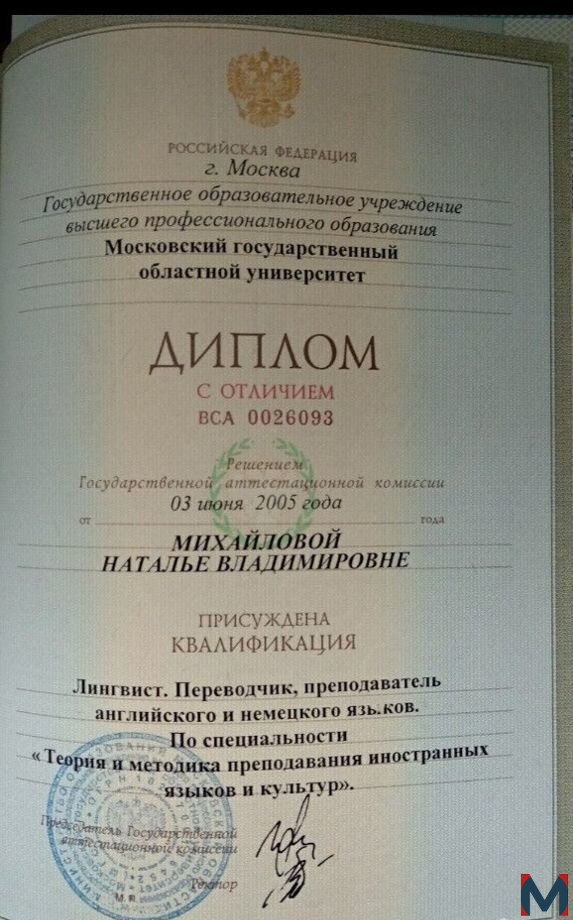 РОССИЙСКАЯ ФЕДЕРАЦИЯ
г. Москва
Государственное образовательное учреждение
высшего профессионального образования
Московский государственный
областной университет
ДИПЛОМ
С ОТЛИЧИЕМ
ВСА 0026093
Решением
Государственной аттестационной комиссии
03 июня 2005 года
от года
МИХАЙЛОВОЙ
НАТАЛЬЕ ВЛАДИМИРОВНЕ
ПРИСУЖДЕНА
КВАЛИФИКАЦИЯ
Лингвист. Переводчик, преподаватель
английского и немецкого языков.
По специальности
«Теория и методика преподавания иностранных
языков и культур».
Председатель Государственной
аттестационной комиссии
Ректор
М.П.
M